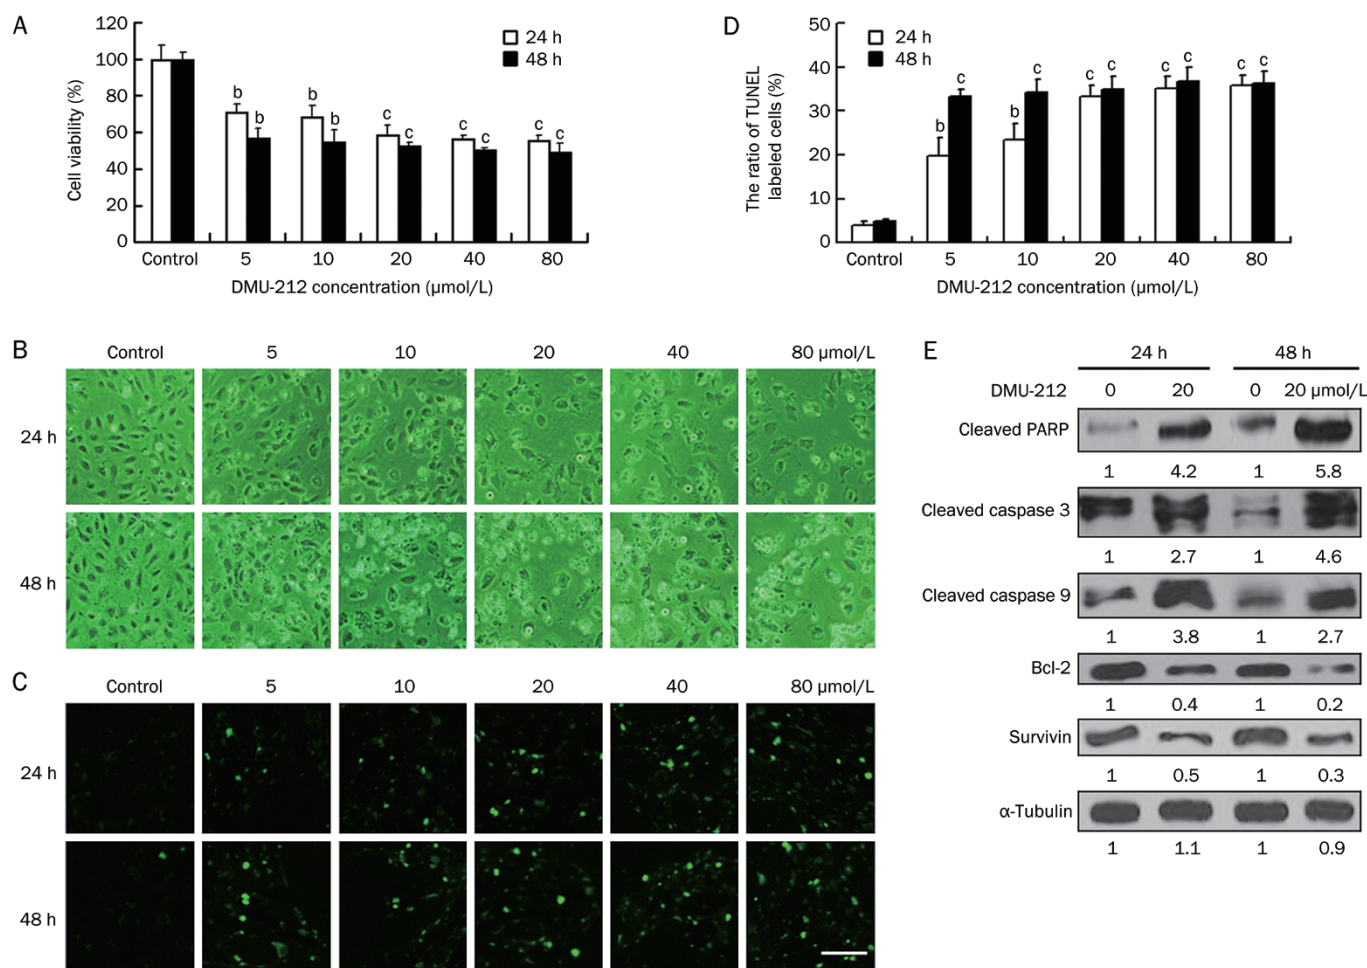 A
120
100
80
60
40
20
0
Cell viability (%)
24 h
48 h
b
b
b
b
c
c
c
c
c
c
Control 5 10 20 40 80
DMU-212 concentration (μmol/L)
D
50
40
30
20
10
0
The ratio of TUNEL
labeled cells (%)
24 h
48 h
b
c
b
c
c
c
c
c
c
c
Control 5 10 20 40 80
DMU-212 concentration (μmol/L)
B
Control 5 10 20 40 80 μmol/L
24 h
48 h
C
Control 5 10 20 40 80 μmol/L
24 h
48 h
E
24 h 48 h
DMU-212 0 20 0 20 μmol/L
Cleaved PARP
1 4.2 1 5.8
Cleaved caspase 3
1 2.7 1 4.6
Cleaved caspase 9
1 3.8 1 2.7
Bcl-2
1 0.4 1 0.2
Survivin
1 0.5 1 0.3
α-Tubulin
1 1.1 1 0.9